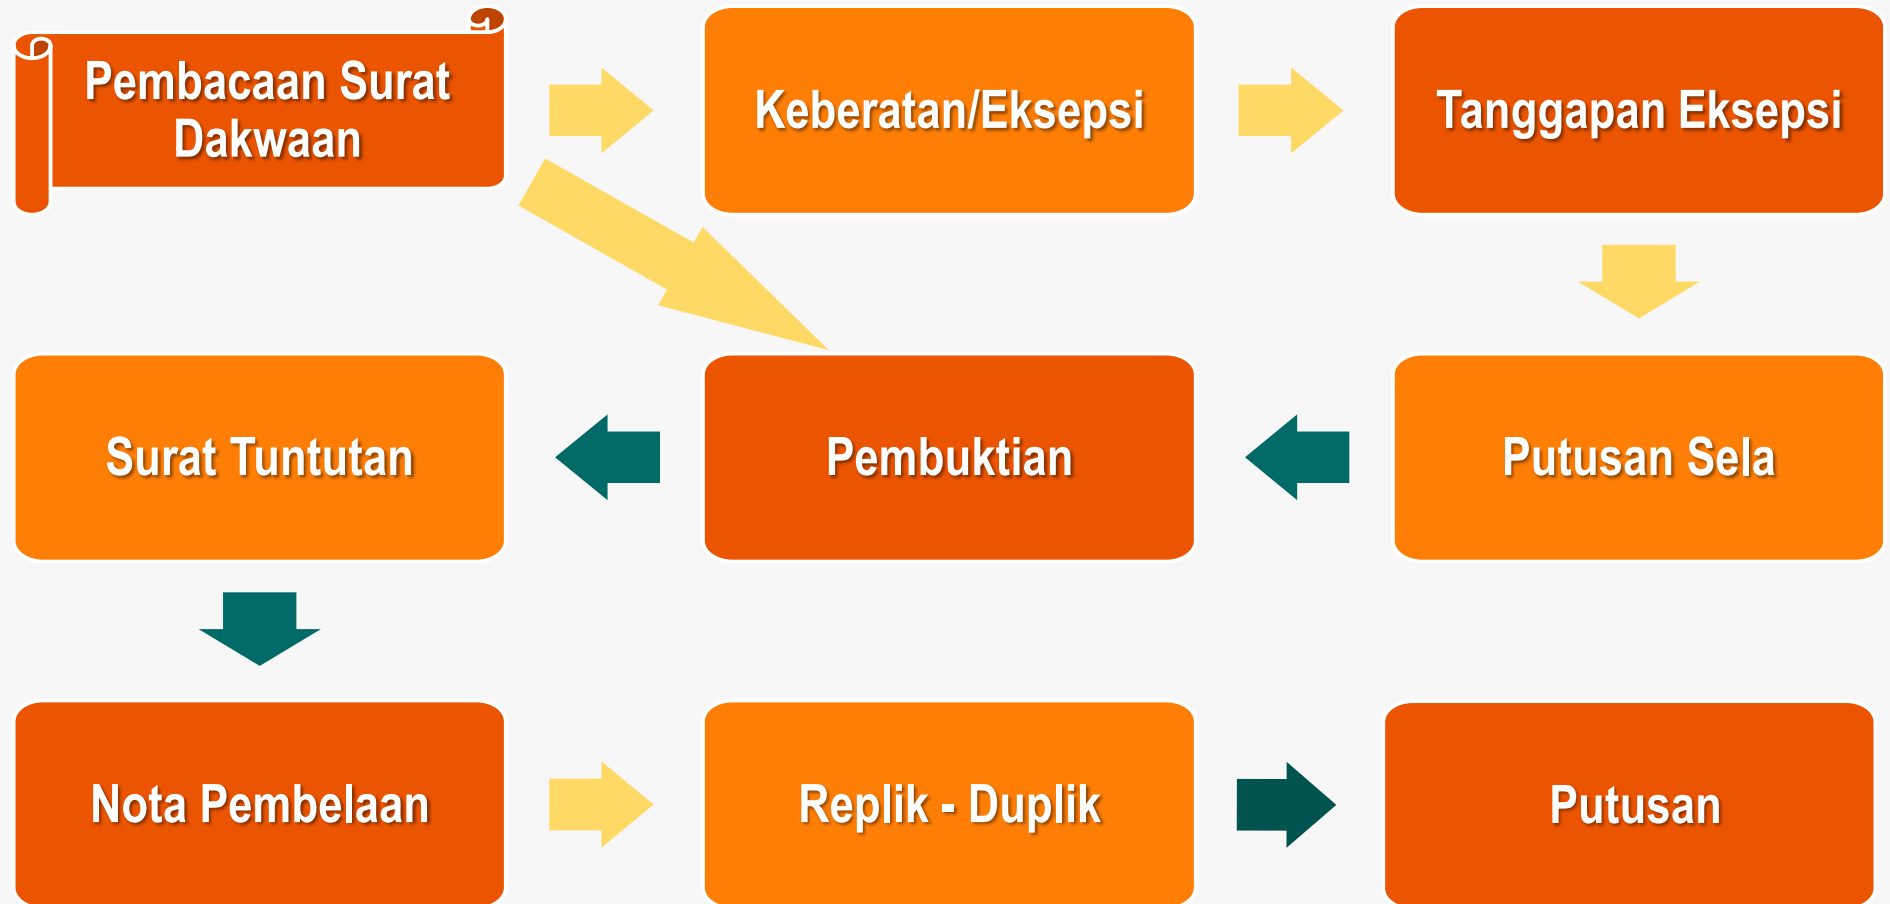 Pembacaan Surat
Dakwaan
Keberatan/Eksepsi
Tanggapan Eksepsi
Surat Tuntutan
Pembuktian
Putusan Sela
Nota Pembelaan
Replik - Duplik
Putusan